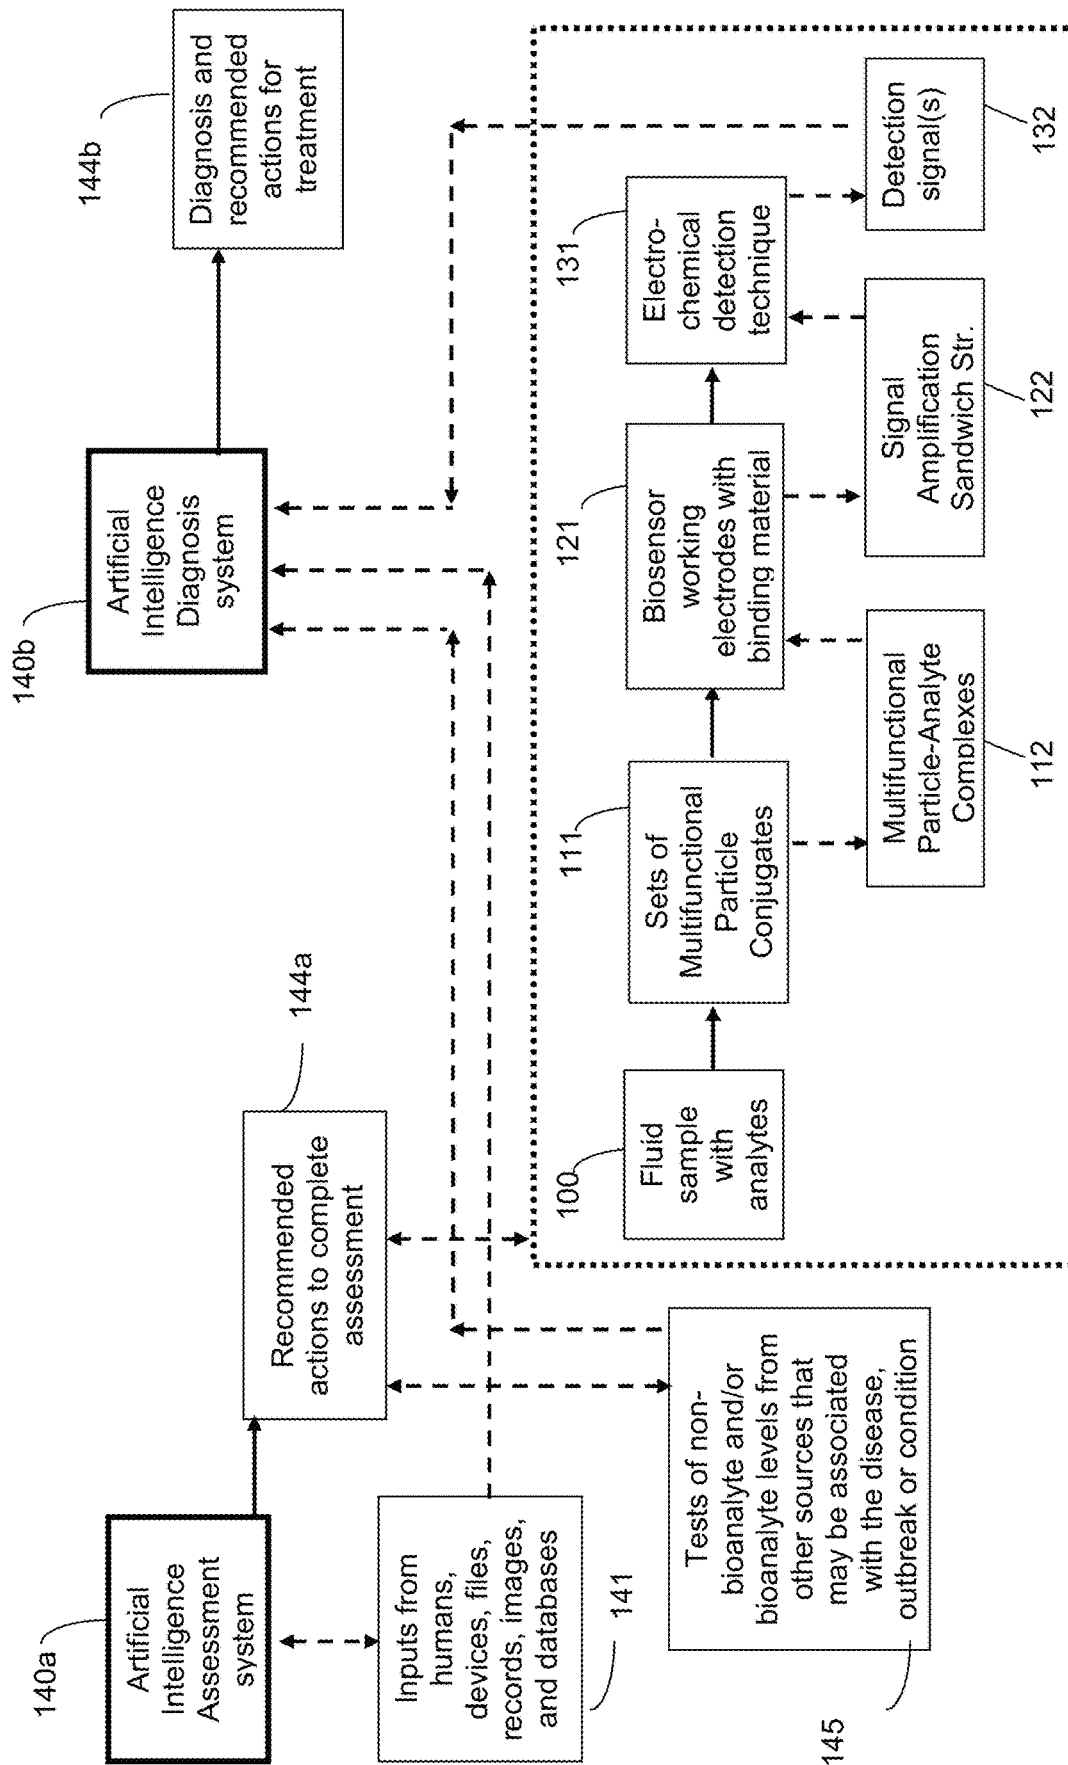 140a
Artificial
Intelligence
Assessment
system
Recommended
actions to complete
assessment
144a
140b
Artificial
Intelligence
Diagnosis
system
Diagnosis and
recommended
actions for
treatment
144b
Inputs from
humans,
devices, files,
records, images,
and databases
141
Tests of non-
bioanalyte and/or
bioanalyte levels from
other sources that
may be associated
with the disease,
outbreak or condition
145
100
Fluid
sample
with
analytes
111
Sets of
Multifunctional
Particle
Conjugates
121
Biosensor
working
electrodes with
binding material
131
Electro-
chemical
detection
technique
Multifunctional
Particle-Analyte
Complexes
112
Signal
Amplification
Sandwich Str.
122
Detection
signal(s)
132